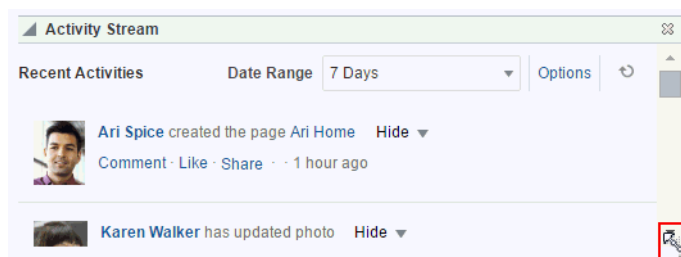 Activity Stream
Recent Activities Date Range 7 Days Options
Ari Spice created the page Ari Home Hide
Comment · Like · Share · · 1 hour ago
Karen Walker has updated photo Hide